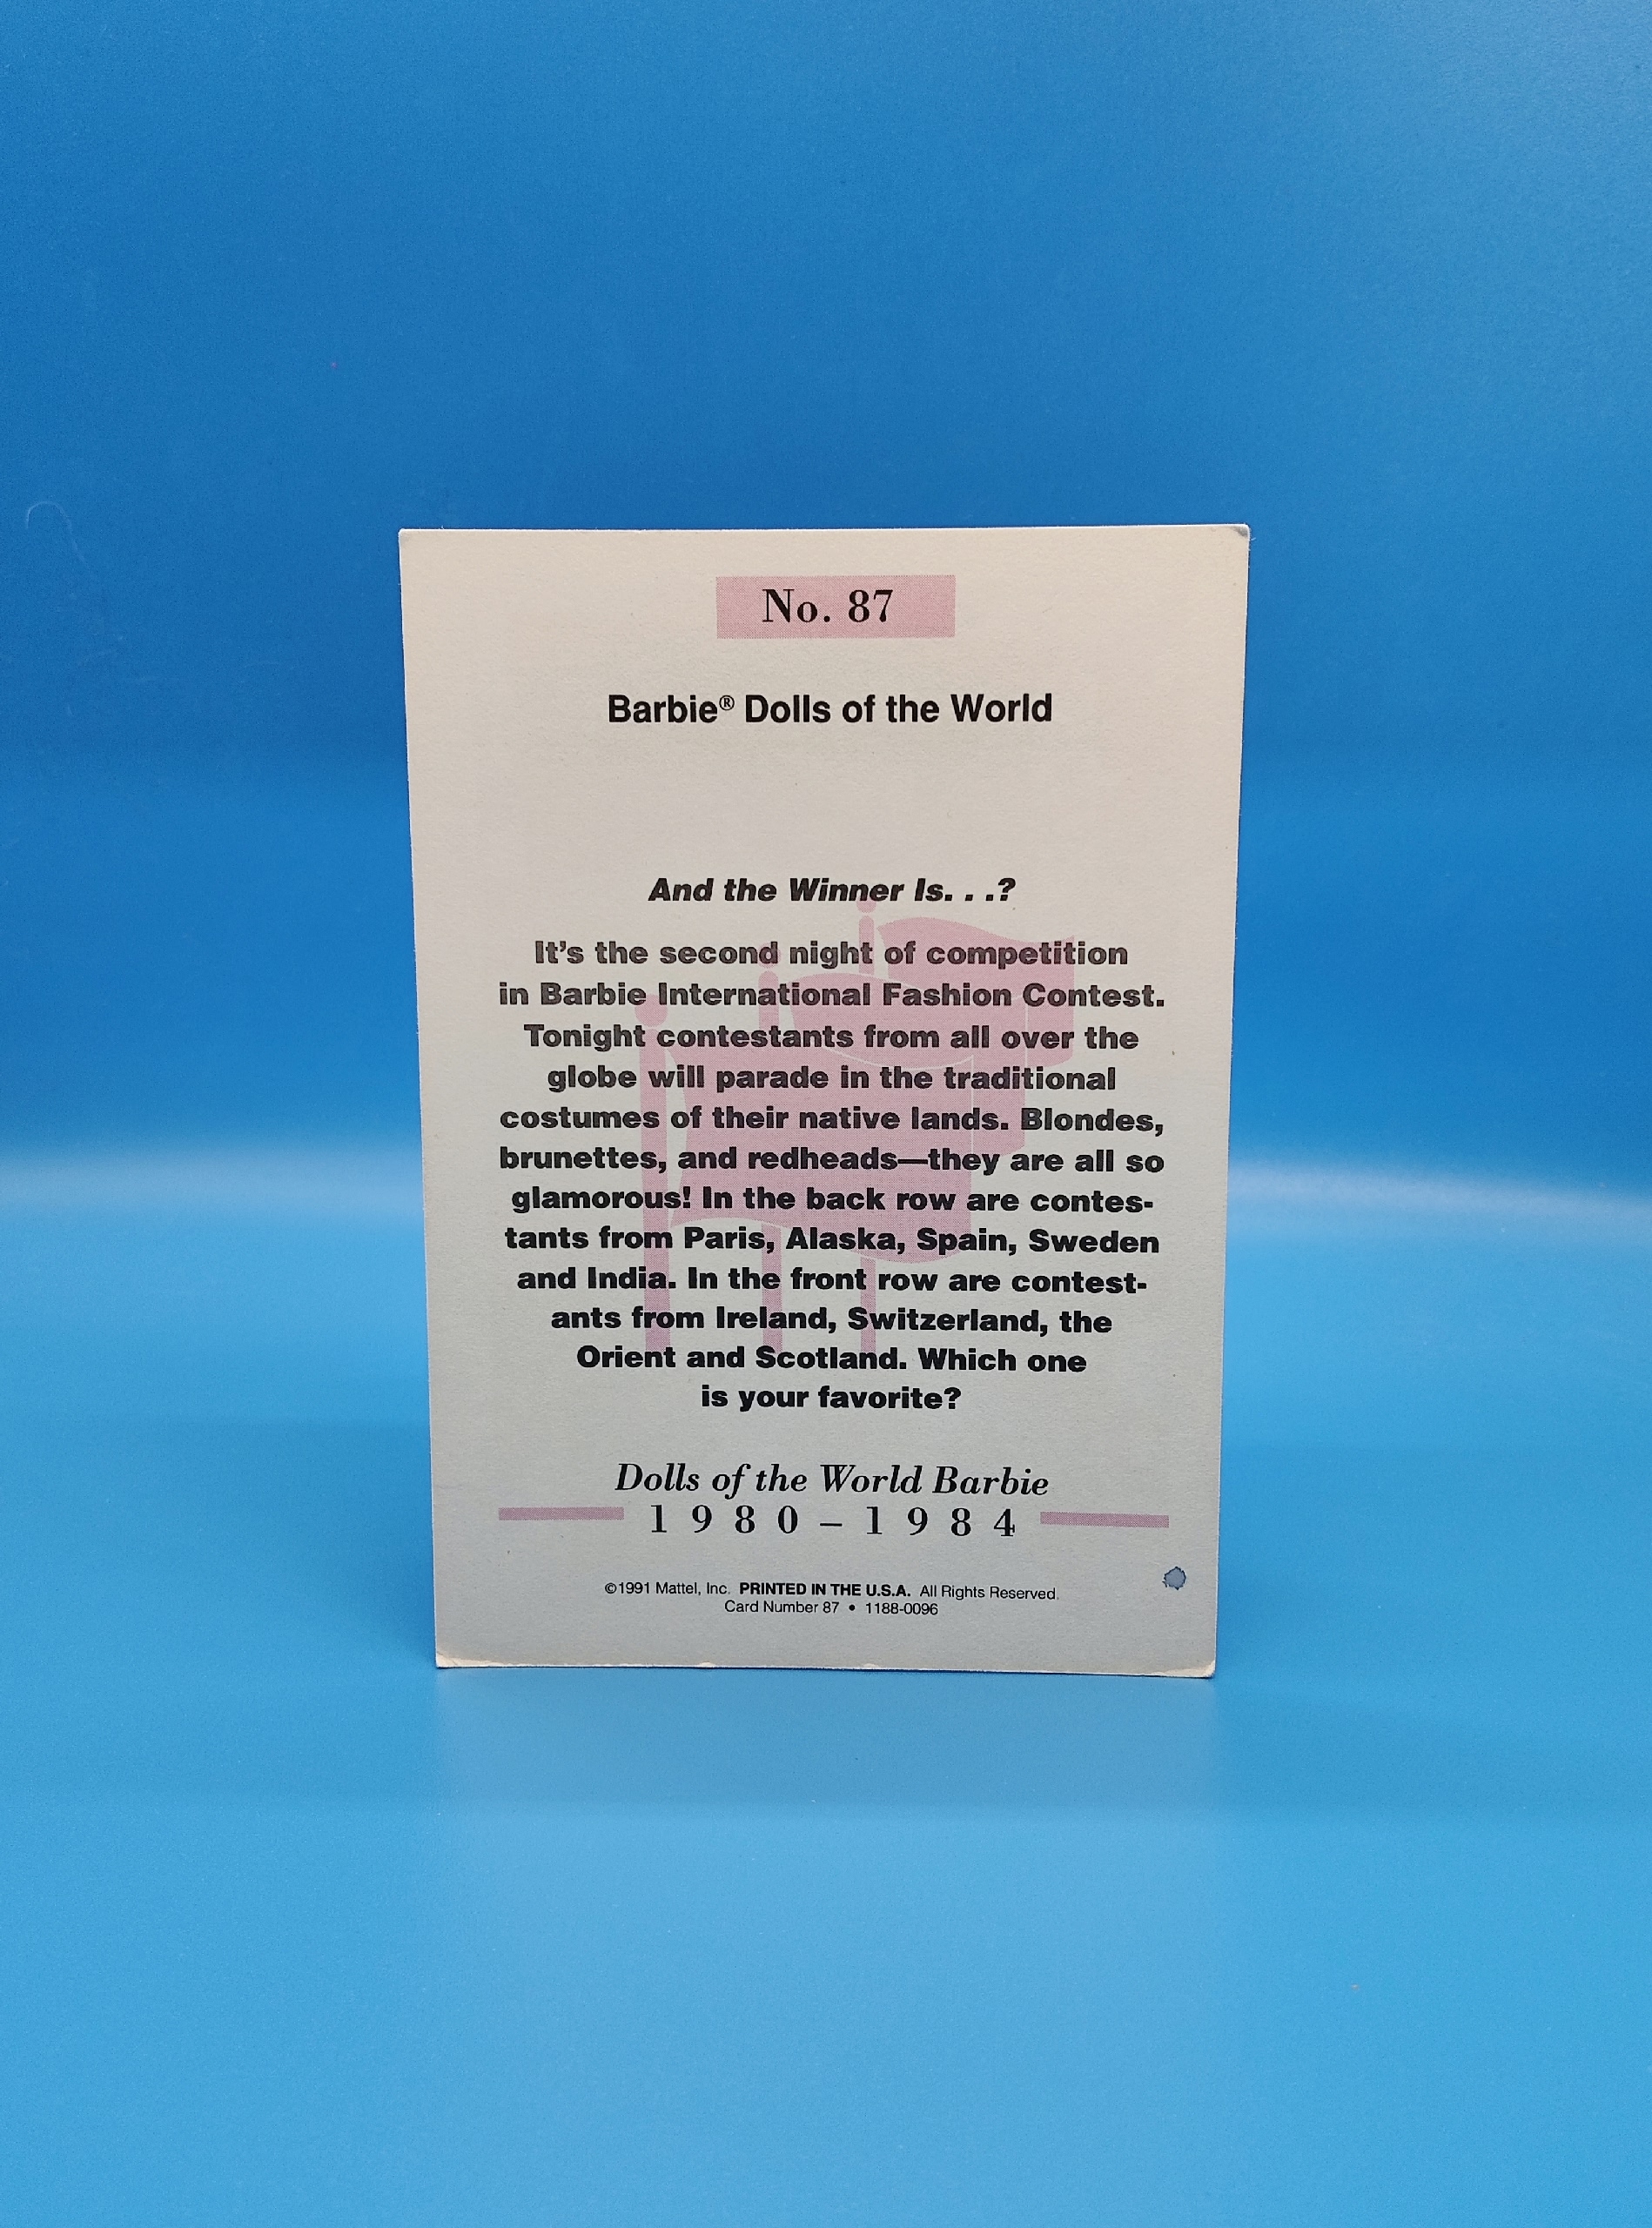 No. 87
Barbie® Dolls of the World
And the Winner Is. . .?
It's the second night of competition
in Barbie International Fashion Contest.
Tonight contestants from all over the
globe will parade in the traditional
costumes of their native lands. Blondes,
brunettes, and redheads—they are all so
glamorous! In the back row are contes-
tants from Paris, Alaska, Spain, Sweden
and India. In the front row are contest-
ants from Ireland, Switzerland, the
Orient and Scotland. Which one
is your favorite?
Dolls of the World Barbie
1980–1984
©1991 Mattel, Inc. PRINTED IN THE U.S.A. All Rights Reserved.
Card Number 87 • 1188-0096